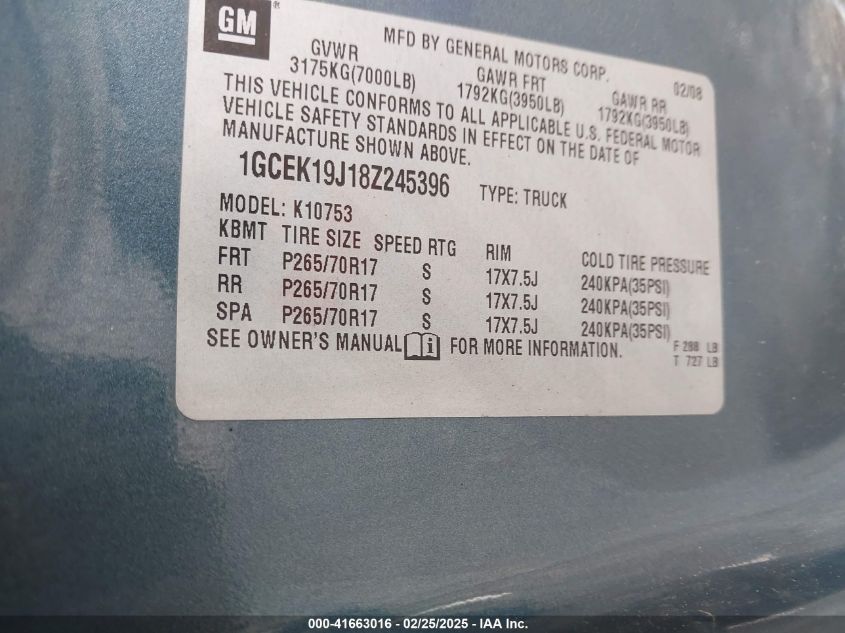 GM®
MFD BY GENERAL MOTORS CORP. 02/08
GVWR GAWR FRT GAWR RR
3175KG(7000LB) 1792KG(3950LB) 1792KG(3950LB)
THIS VEHICLE CONFORMS TO ALL APPLICABLE U.S. FEDERAL MOTOR
VEHICLE SAFETY STANDARDS IN EFFECT ON THE DATE OF
MANUFACTURE SHOWN ABOVE.
1GCEK19J18Z245396 TYPE: TRUCK
MODEL: K10753
KBMT TIRE SIZE SPEED RTG RIM COLD TIRE PRESSURE
FRT P265/70R17 S 17X7.5J 240KPA(35PSI)
RR P265/70R17 S 17X7.5J 240KPA(35PSI)
SPA P265/70R17 S 17X7.5J 240KPA(35PSI)
SEE OWNER'S MANUAL i FOR MORE INFORMATION.
F 288 LB
T 727 LB
000-41663016 - 02/25/2025 - IAA Inc.